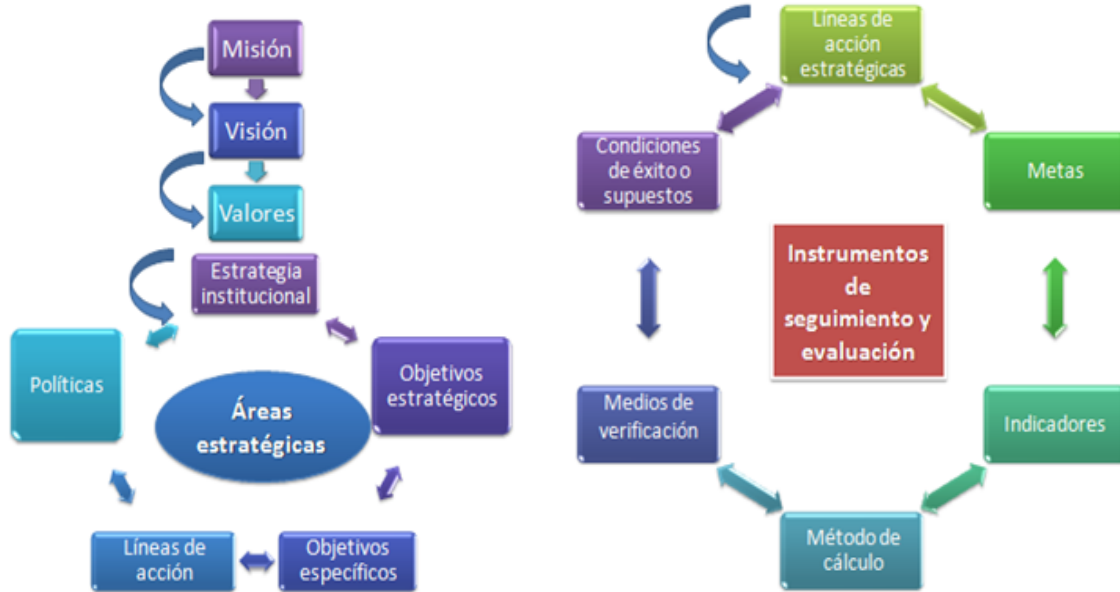 Misión
Visión
Valores
Estrategia
institucional
Políticas
Objetivos
estratégicos
Áreas
estratégicas
Líneas de
acción
Objetivos
específicos
Líneas de
acción
estratégicas
Condiciones
de éxito o
supuestos
Metas
Instrumentos
de
seguimiento y
evaluación
Medios de
verificación
Indicadores
Método de
cálculo